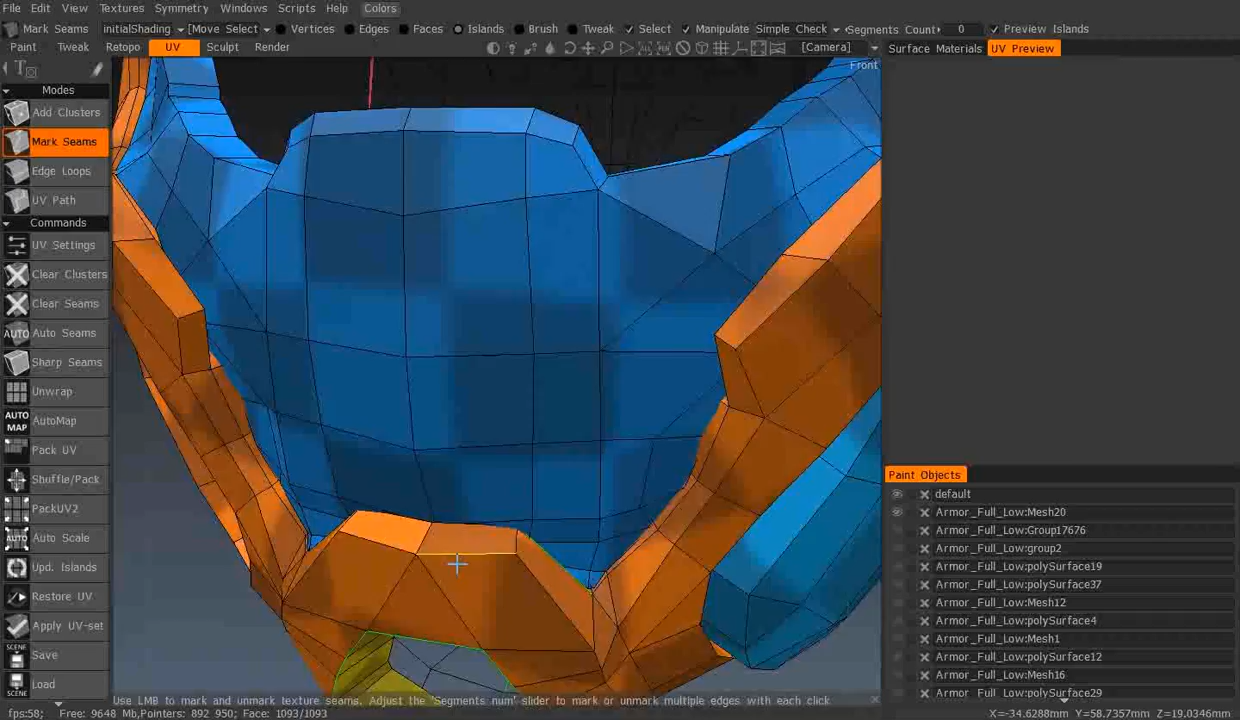 File Edit View Textures Symmetry Windows Scripts Help Colors
Mark Seams initialShading [Move Select] Vertices Edges Faces Islands Brush Tweak Select Manipulate Simple Check Segments Count 0 Preview Islands
Paint Tweak Retopo UV Sculpt Render [Camera] Surface Materials UV Preview
Front
Modes
Add Clusters
Mark Seams
Edge Loops
UV Path
Commands
UV Settings
Clear Clusters
Clear Seams
AUTO Auto Seams
Sharp Seams
Unwrap
AUTO MAP AutoMap
Pack UV
Shuffle/Pack
PackUV2
AUTO Auto Scale
Upd. Islands
Restore UV
Apply UV-set
SCENE Save
Load
SCENE
Paint Objects
default
Armor_Full_Low:Mesh20
Armor_Full_Low:Group17676
Armor_Full_Low:group2
Armor_Full_Low:polySurface19
Armor_Full_Low:polySurface37
Armor_Full_Low:Mesh12
Armor_Full_Low:polySurface4
Armor_Full_Low:Mesh1
Armor_Full_Low:polySurface12
Armor_Full_Low:Mesh16
Armor_Full_Low:polySurface29
Use LMB to mark and unmark texture seams. Adjust the 'Segments num' slider to mark or unmark multiple edges with each click
fps:58; Free: 9648 Mb,Pointers: 892 950; Face: 1093/1093 X=-34.6288mm Y=58.7357mm Z=19.0346mm